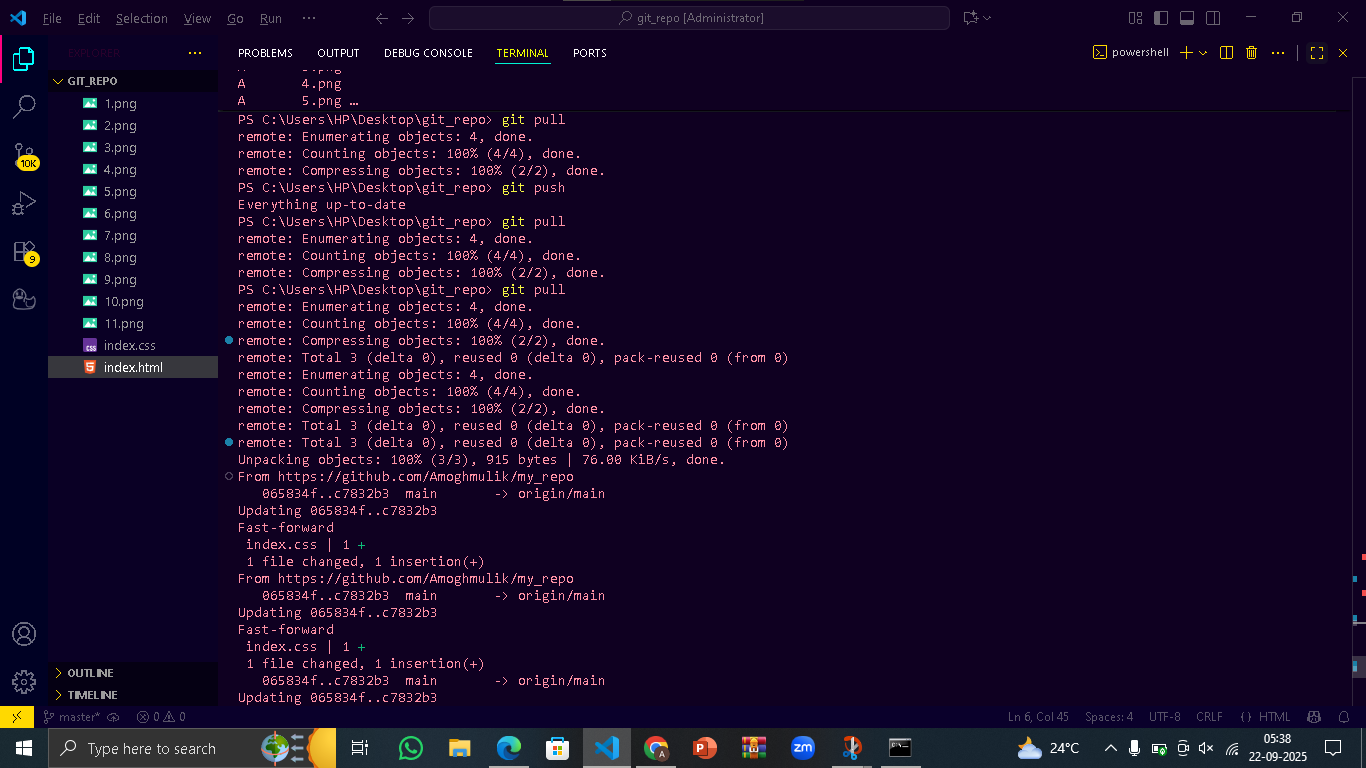 File Edit Selection View Go Run ··· git_repo [Administrator]
EXPLORER ···
PROBLEMS OUTPUT DEBUG CONSOLE TERMINAL PORTS powershell
GIT_REPO
1.png
2.png
3.png
4.png
5.png
6.png
7.png
8.png
9.png
10.png
11.png
index.css
index.html
10K
9
A 4.png
A 5.png …
PS C:\Users\HP\Desktop\git_repo> git pull
remote: Enumerating objects: 4, done.
remote: Counting objects: 100% (4/4), done.
remote: Compressing objects: 100% (2/2), done.
PS C:\Users\HP\Desktop\git_repo> git push
Everything up-to-date
PS C:\Users\HP\Desktop\git_repo> git pull
remote: Enumerating objects: 4, done.
remote: Counting objects: 100% (4/4), done.
remote: Compressing objects: 100% (2/2), done.
PS C:\Users\HP\Desktop\git_repo> git pull
remote: Enumerating objects: 4, done.
remote: Counting objects: 100% (4/4), done.
remote: Compressing objects: 100% (2/2), done.
remote: Total 3 (delta 0), reused 0 (delta 0), pack-reused 0 (from 0)
remote: Enumerating objects: 4, done.
remote: Counting objects: 100% (4/4), done.
remote: Compressing objects: 100% (2/2), done.
remote: Total 3 (delta 0), reused 0 (delta 0), pack-reused 0 (from 0)
remote: Total 3 (delta 0), reused 0 (delta 0), pack-reused 0 (from 0)
Unpacking objects: 100% (3/3), 915 bytes | 76.00 KiB/s, done.
From https://github.com/Amoghmulik/my_repo
065834f..c7832b3 main -> origin/main
Updating 065834f..c7832b3
Fast-forward
index.css | 1 +
1 file changed, 1 insertion(+)
From https://github.com/Amoghmulik/my_repo
065834f..c7832b3 main -> origin/main
Updating 065834f..c7832b3
Fast-forward
index.css | 1 +
1 file changed, 1 insertion(+)
065834f..c7832b3 main -> origin/main
Updating 065834f..c7832b3
OUTLINE
TIMELINE
master* 0 0 Ln 6, Col 45 Spaces: 4 UTF-8 CRLF {} HTML
Type here to search zm 24°C 05:38
22-09-2025